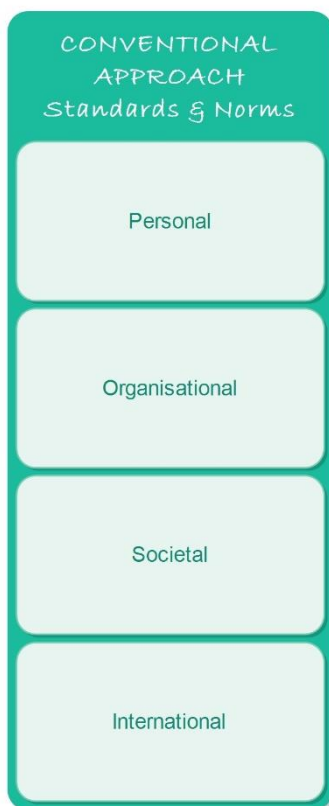 CONVENTIONAL
APPROACH
Standards & Norms
Personal
Organisational
Societal
International